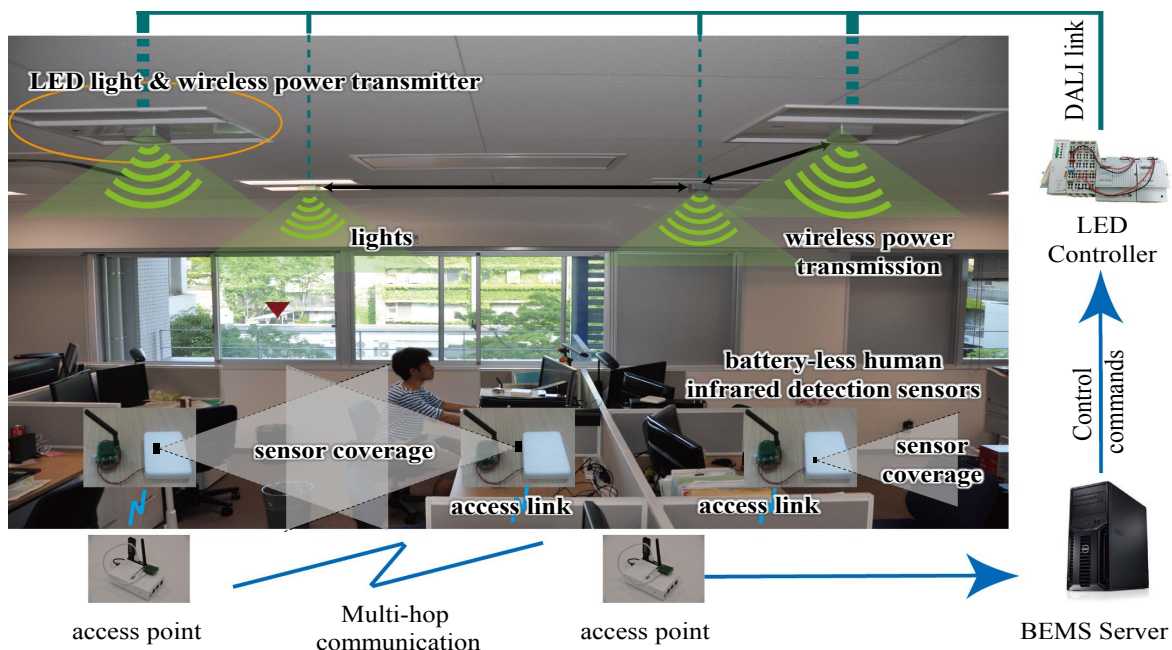 LED light & wireless power transmitter
DALI link
lights
wireless power
transmission
LED
Controller
battery-less human
infrared detection sensors
Control
commands
sensor coverage
sensor
coverage
access link
access link
access point
Multi-hop
communication
access point
BEMS Server